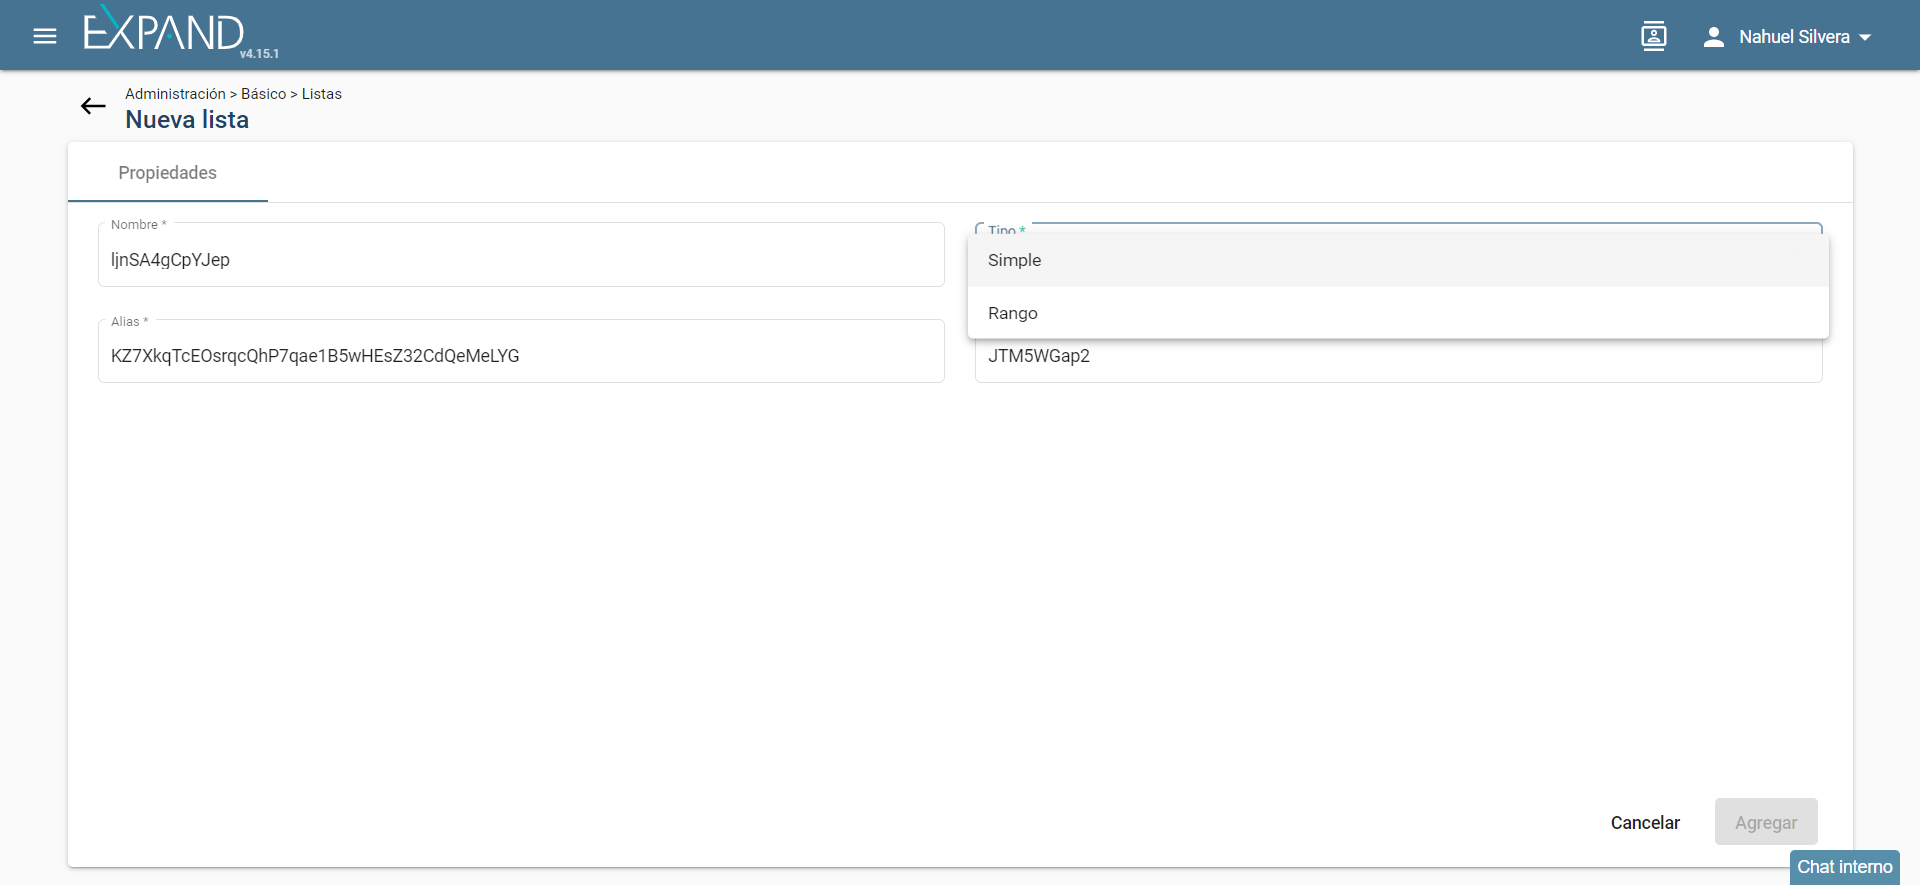 EXPAND
v4.15.1
Nahuel Silvera
Administración > Básico > Listas
Nueva lista
Propiedades
Nombre *
ljnSA4gCpYJep
Tipo *
Simple
Rango
Alias *
KZ7XkqTcEOsrqcQhP7qae1B5wHEsZ32CdQeMeLYG
JTM5WGap2
Cancelar
Agregar
Chat interno